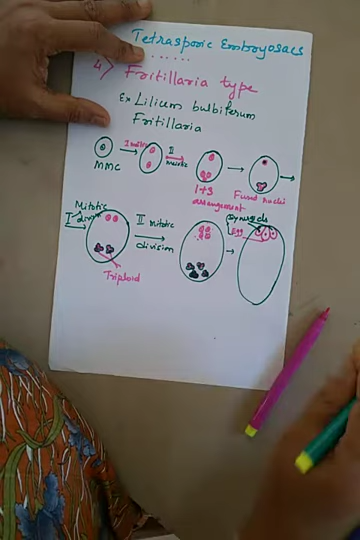 Tetrasporic Embryosacs
4) Fritillaria type
Ex Lilium bulbiferum
Fritillaria
MMC
I
II
meiotic
1+3
arrangement
Fused nuclei
Mitotic
I division
II mitotic
division
Triploid
Synergids
Egg